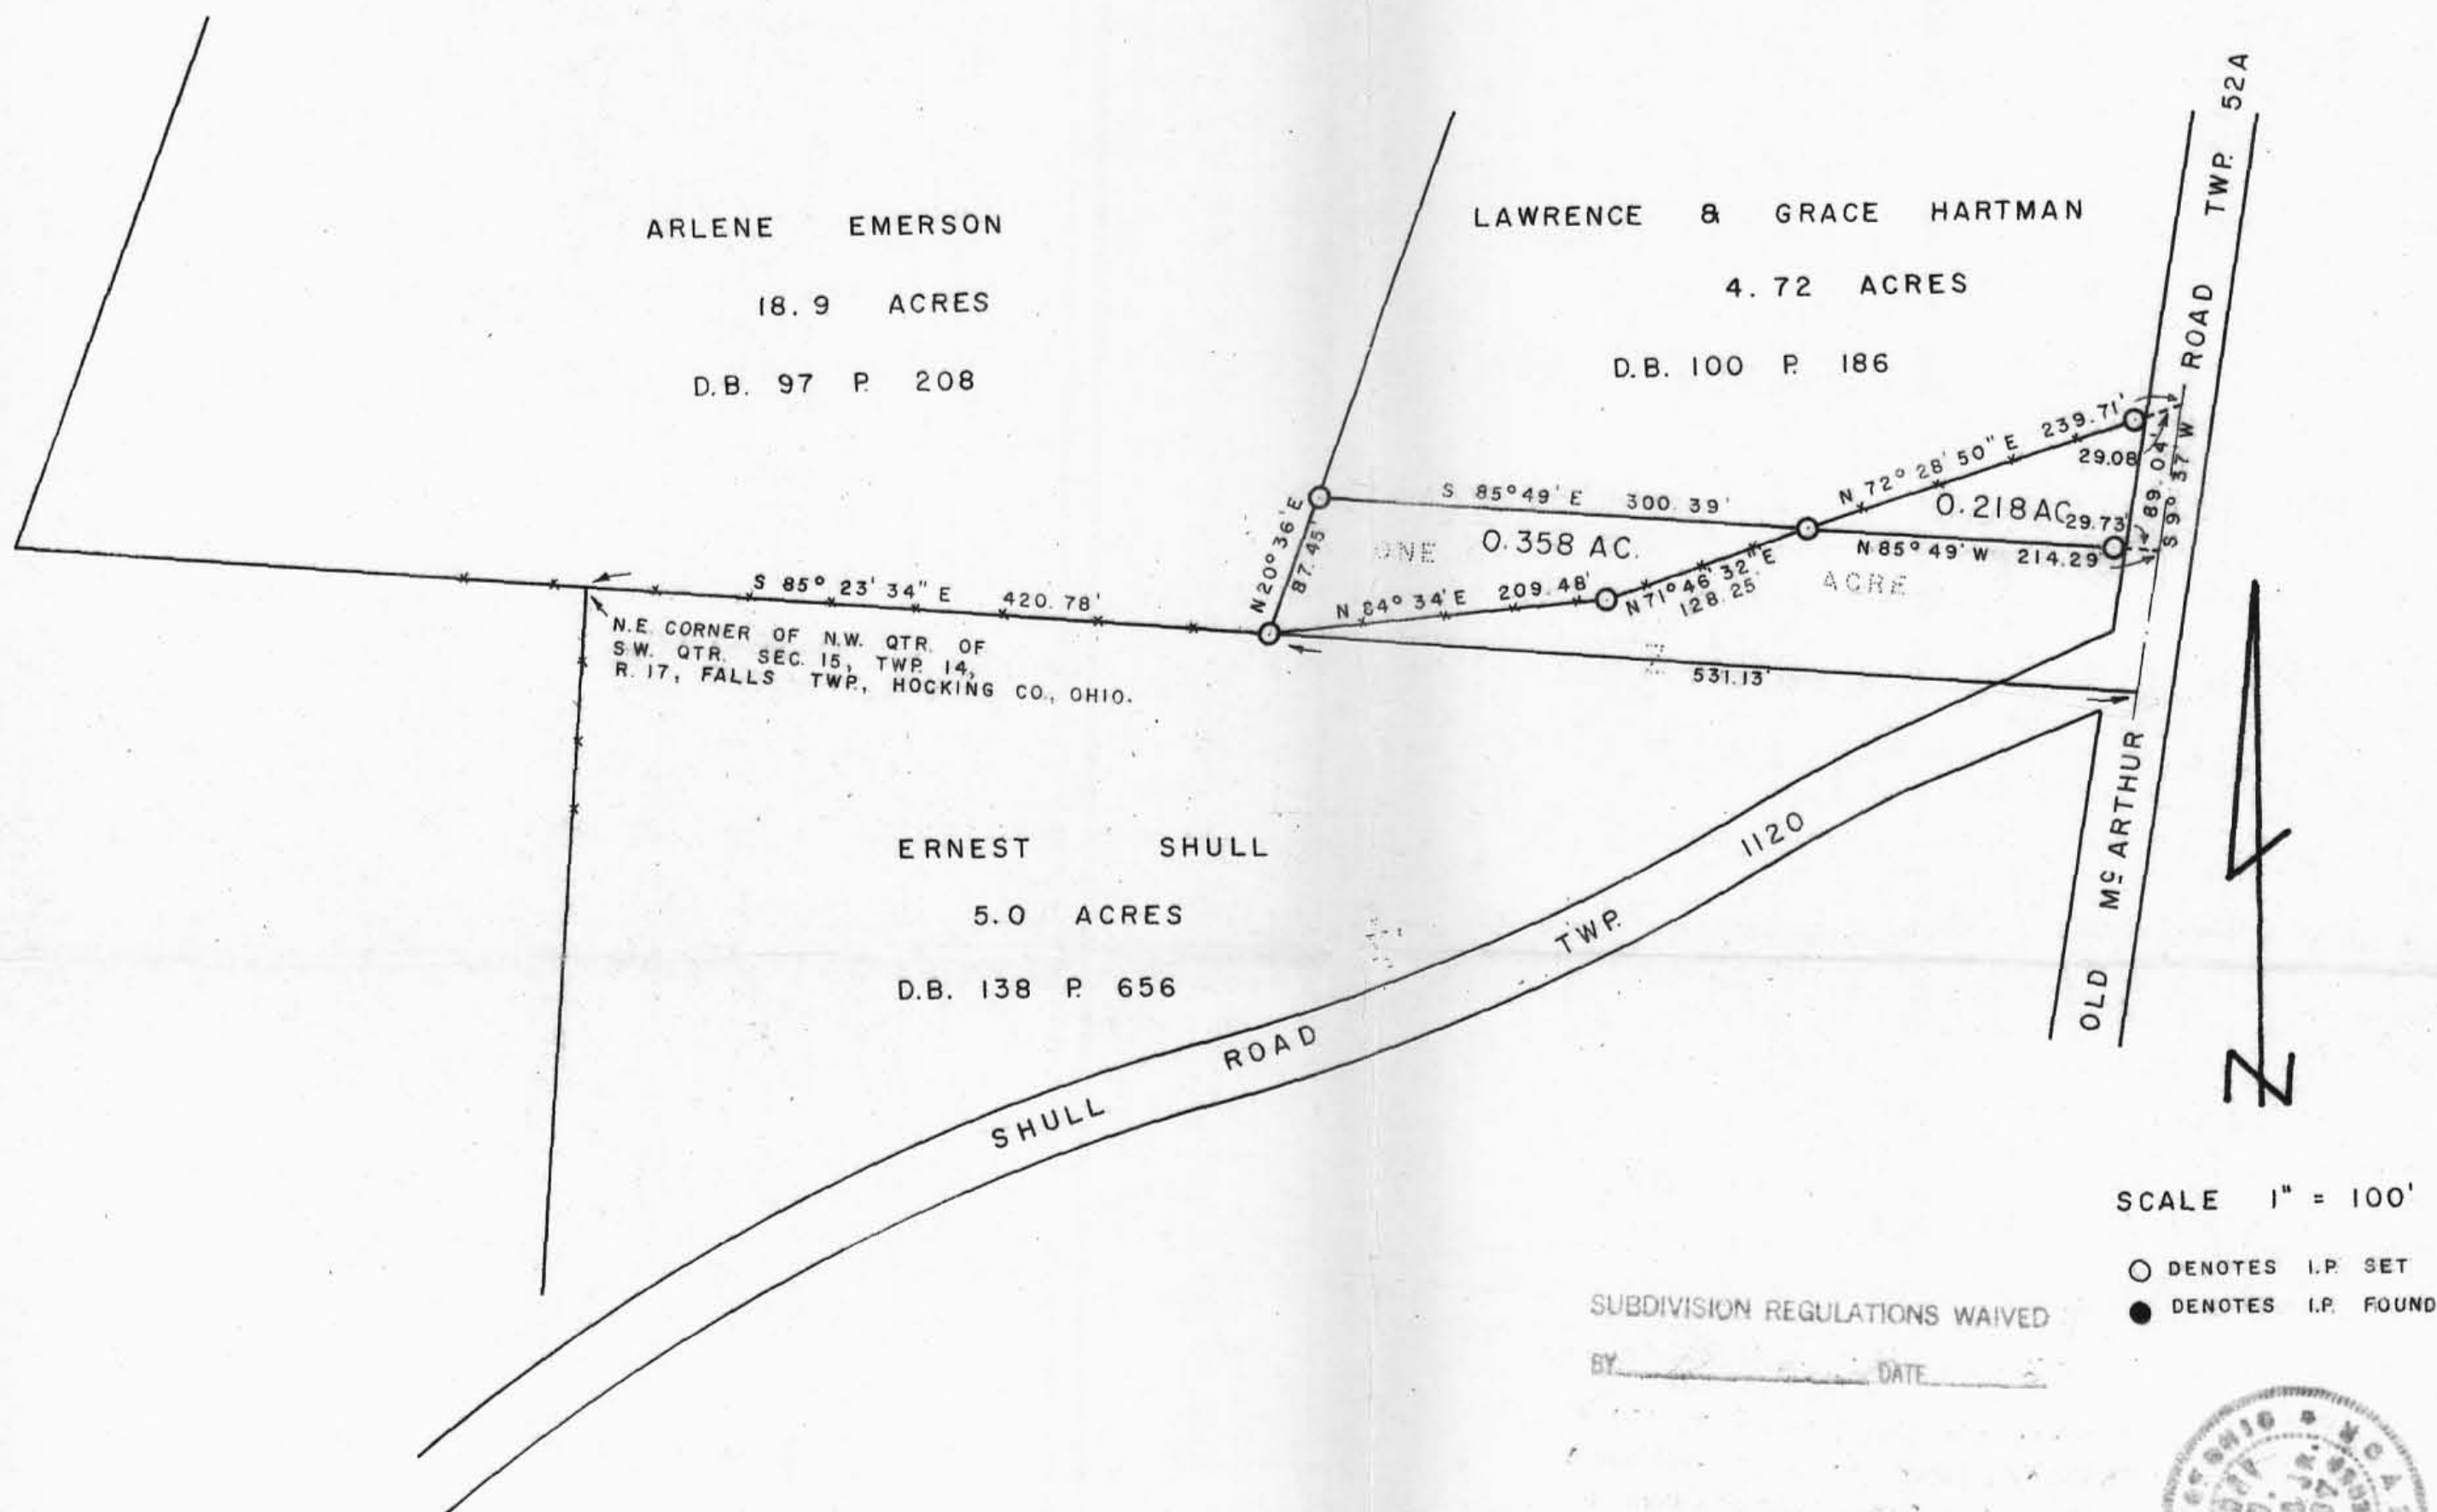 ROAD TWP. 52A
ARLENE EMERSON
18.9 ACRES
D.B. 97 P. 208
LAWRENCE & GRACE HARTMAN
4.72 ACRES
D.B. 100 P. 186
N 72° 28' 50" E 239.71'
29.08'
89.04'
S 9° 37' W
S 85° 49' E 300.39'
0.218 AC.
29.73'
N 85° 49' W 214.29'
N 20° 36' E
87.45'
ONE
0.358 AC.
ACRE
N 84° 34' E 209.48'
N 71° 46' 32" E
128.25'
S 85° 23' 34" E 420.78'
N.E. CORNER OF N.W. QTR. OF
S.W. QTR. SEC. 15, TWP. 14,
R. 17, FALLS TWP., HOCKING CO., OHIO.
531.13'
OLD McARTHUR
ERNEST SHULL
5.0 ACRES
D.B. 138 P. 656
SHULL ROAD TWP. 1120
N
SCALE 1" = 100'
DENOTES I.P. SET
DENOTES I.P. FOUND
SUBDIVISION REGULATIONS WAIVED
BY DATE